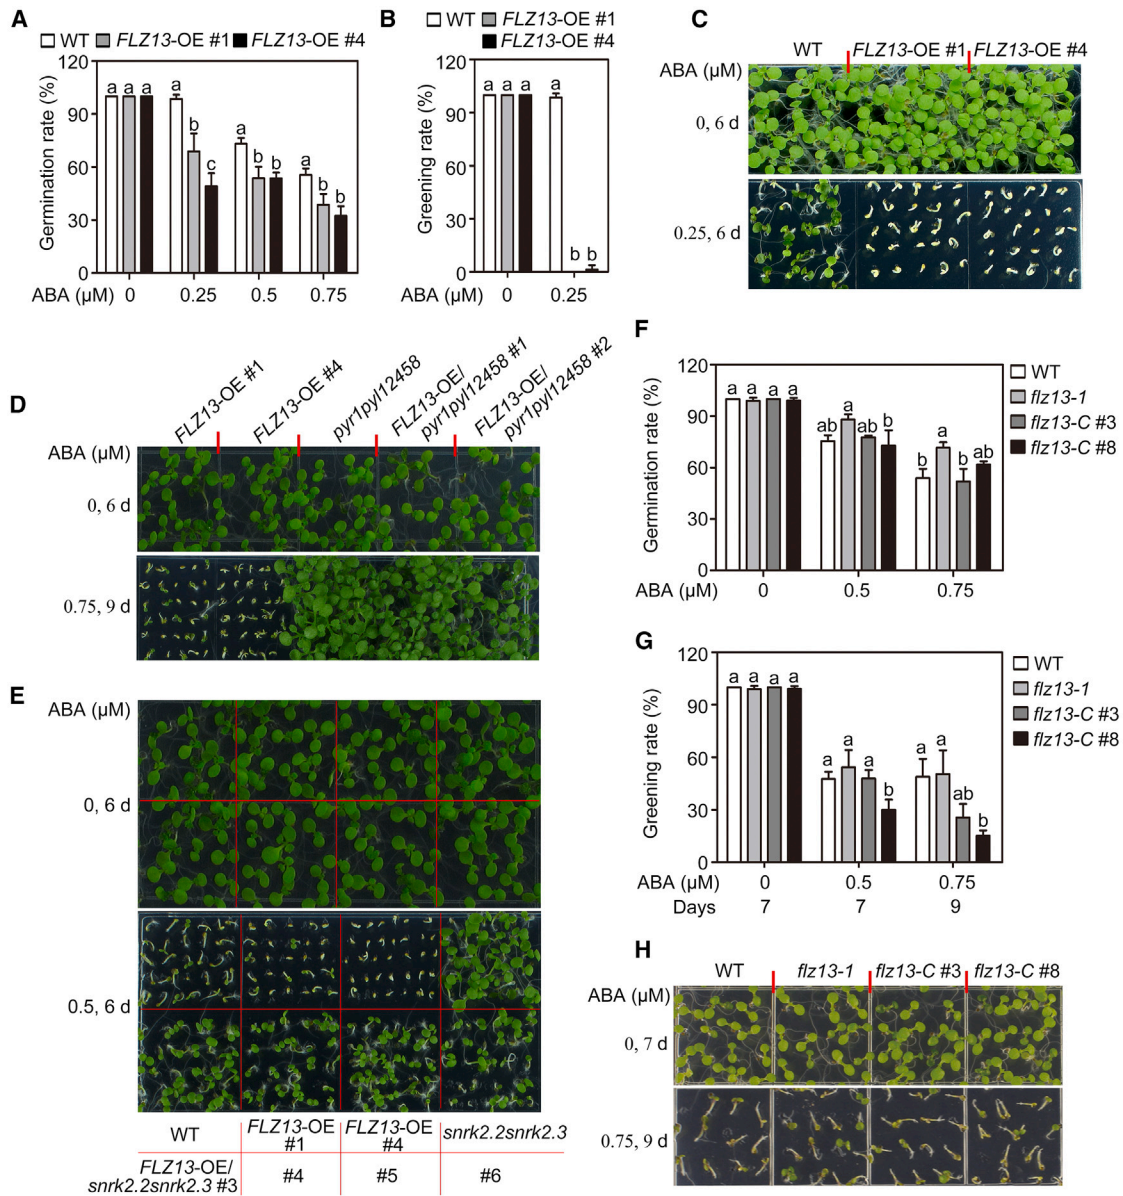 A
WT FLZ13-OE #1 FLZ13-OE #4
Germination rate (%)
120
90
60
30
0
a a a
a
b
c
a
b b
a
b
b
ABA (µM) 0 0.25 0.5 0.75
B
WT FLZ13-OE #1
FLZ13-OE #4
Greening rate (%)
120
90
60
30
0
a a a
a
b b
ABA (µM) 0 0.25
C
WT FLZ13-OE #1 FLZ13-OE #4
ABA (µM)
0, 6 d
0.25, 6 d
D
FLZ13-OE #1
FLZ13-OE #4
pyr1pyl12458
FLZ13-OE/
pyr1pyl12458 #1
FLZ13-OE/
pyr1pyl12458 #2
ABA (µM)
0, 6 d
0.75, 9 d
E
ABA (µM)
0, 6 d
0.5, 6 d
WT FLZ13-OE #1 FLZ13-OE #4 snrk2.2snrk2.3
FLZ13-OE/
snrk2.2snrk2.3 #3 #4 #5 #6
F
Germination rate (%)
120
90
60
30
0
a a a a
ab a ab b
b a b ab
WT
flz13-1
flz13-C #3
flz13-C #8
ABA (µM) 0 0.5 0.75
G
Greening rate (%)
120
90
60
30
0
a a a a
a a a b
a a ab b
WT
flz13-1
flz13-C #3
flz13-C #8
ABA (µM) 0 0.5 0.75
Days 7 7 9
H
WT flz13-1 flz13-C #3 flz13-C #8
ABA (µM)
0, 7 d
0.75, 9 d